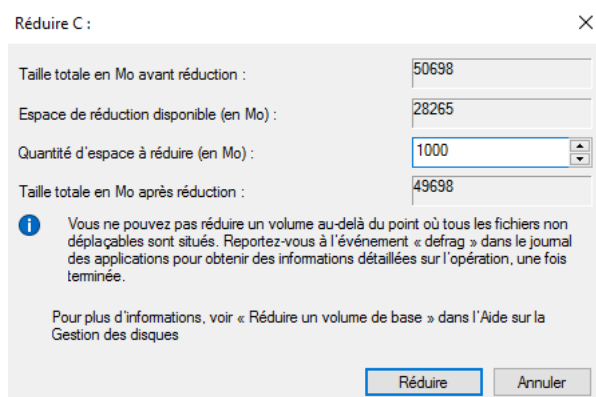 Réduire C :
Taille totale en Mo avant réduction : 50698
Espace de réduction disponible (en Mo) : 28265
Quantité d'espace à réduire (en Mo) : 1000
Taille totale en Mo après réduction : 49698
Vous ne pouvez pas réduire un volume au-delà du point où tous les fichiers non
déplaçables sont situés. Reportez-vous à l'événement « defrag » dans le journal
des applications pour obtenir des informations détaillées sur l'opération, une fois
terminée.
Pour plus d'informations, voir « Réduire un volume de base » dans l'Aide sur la
Gestion des disques
Réduire Annuler